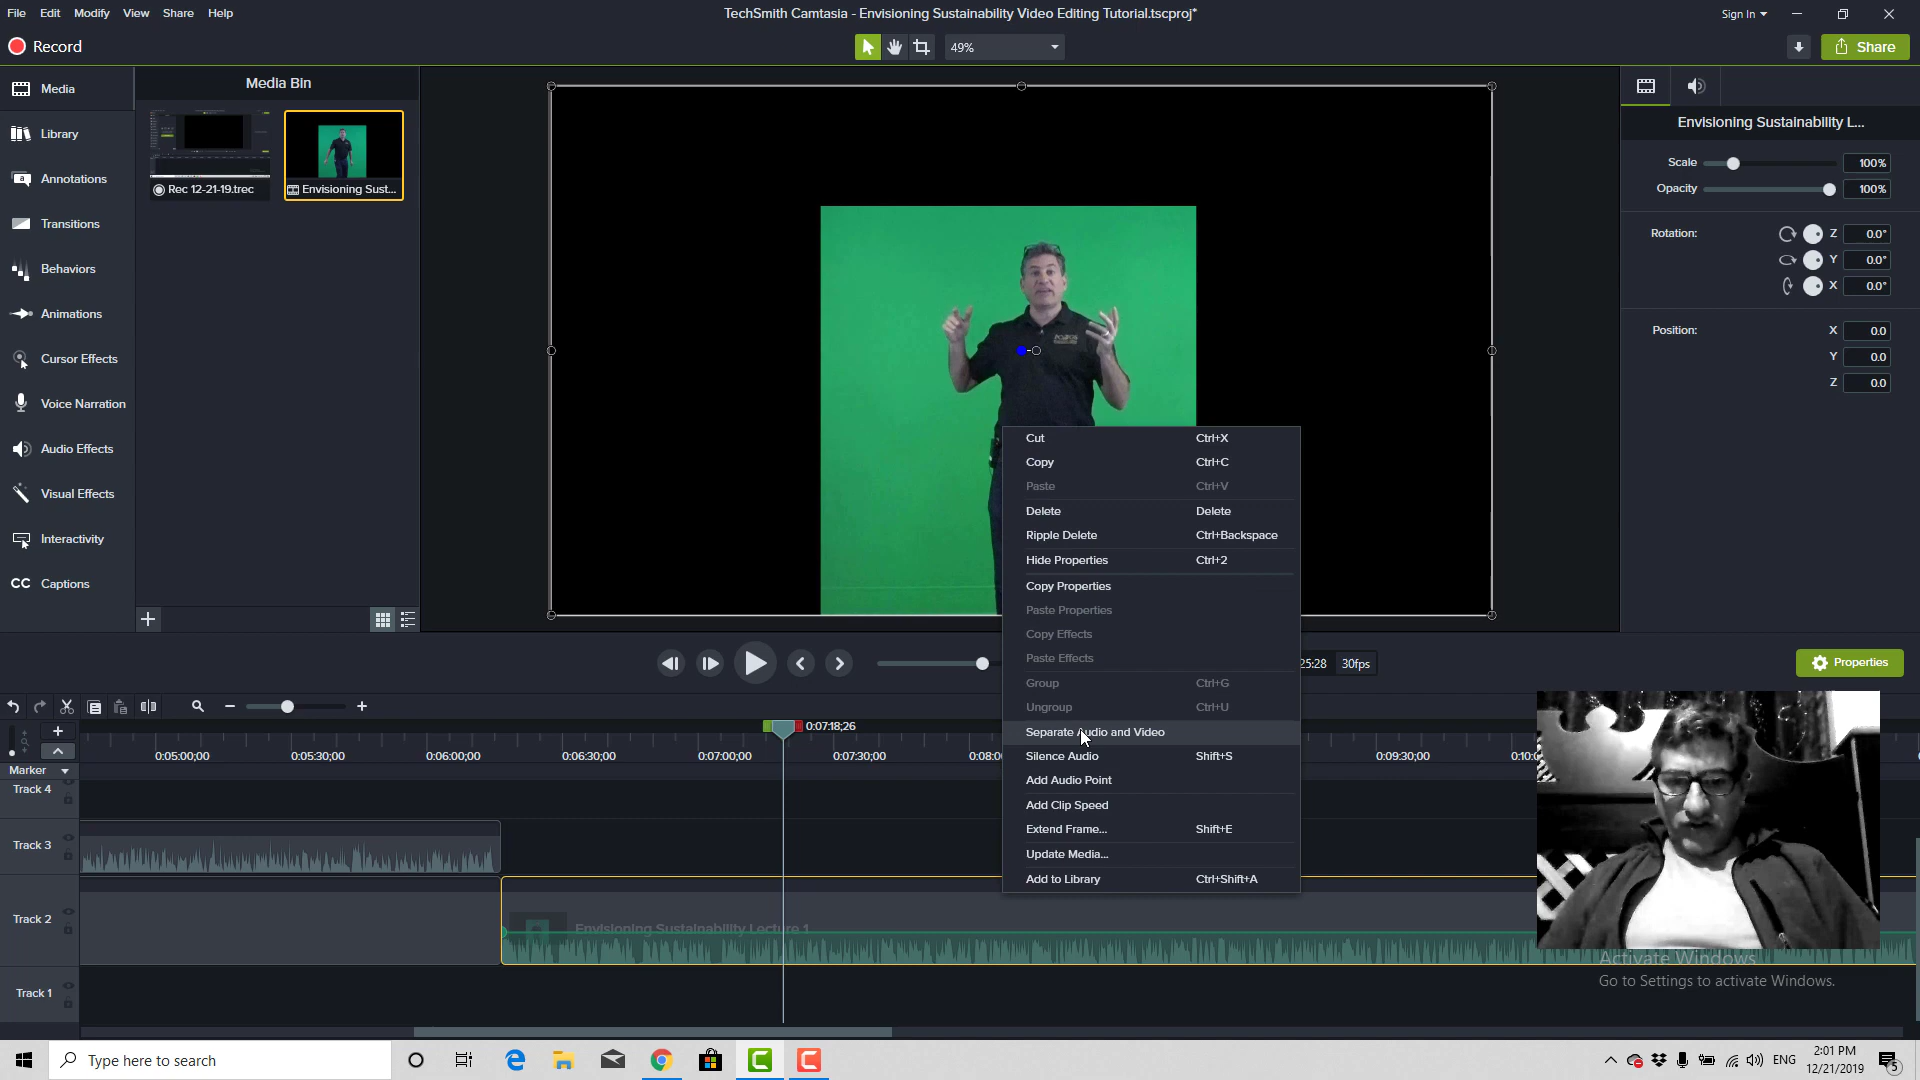 File Edit Modify View Share Help
TechSmith Camtasia - Envisioning Sustainability Video Editing Tutorial.tscproj*
Sign In
Record
49%
Share
Media
Library
Annotations
Transitions
Behaviors
Animations
Cursor Effects
Voice Narration
Audio Effects
Visual Effects
Interactivity
CC Captions
Media Bin
Rec 12-21-19.trec
Envisioning Sust...
Envisioning Sustainability L...
Scale 100%
Opacity 100%
Rotation: Z 0.0°
Y 0.0°
X 0.0°
Position: X 0.0
Y 0.0
Z 0.0
Cut Ctrl+X
Copy Ctrl+C
Paste Ctrl+V
Delete Delete
Ripple Delete Ctrl+Backspace
Hide Properties Ctrl+2
Copy Properties
Paste Properties
Copy Effects
Paste Effects
Group Ctrl+G
Ungroup Ctrl+U
Separate Audio and Video
Silence Audio Shift+S
Add Audio Point
Add Clip Speed
Extend Frame... Shift+E
Update Media...
Add to Library Ctrl+Shift+A
25:28 30fps
Properties
0:07:18;26
0:05:00;00 0:05:30;00 0:06:00;00 0:06:30;00 0:07:00;00 0:07:30;00 0:08:0 0:09:30;00 0:10:0
Marker
Track 4
Track 3
Track 2
Envisioning Sustainability Lecture 1
Track 1
Activate Windows
Go to Settings to activate Windows.
Type here to search
ENG
2:01 PM
12/21/2019
5